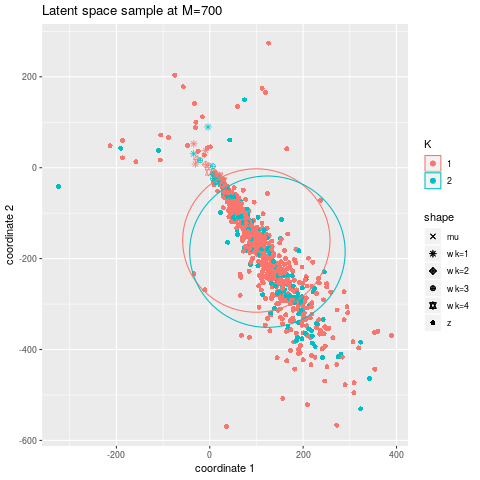 Latent space sample at M=700
200
0
-200
-400
-600
-200
0
200
400
coordinate 1
coordinate 2
K
1
2
shape
mu
w k=1
w k=2
w k=3
w k=4
z